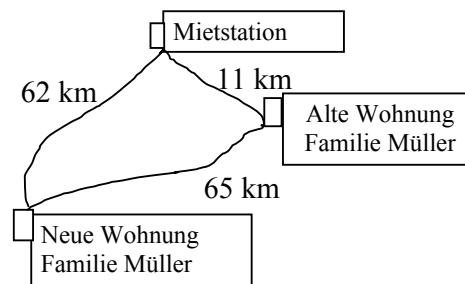 Mietstation
62 km
11 km
Alte Wohnung
Familie Müller
65 km
Neue Wohnung
Familie Müller